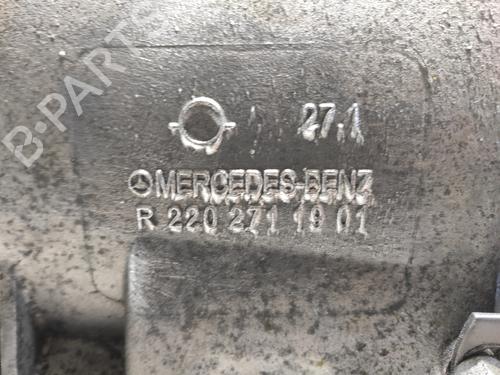 B-PARTS
27.1
MERCEDES-BENZ
R 220 271 19 01